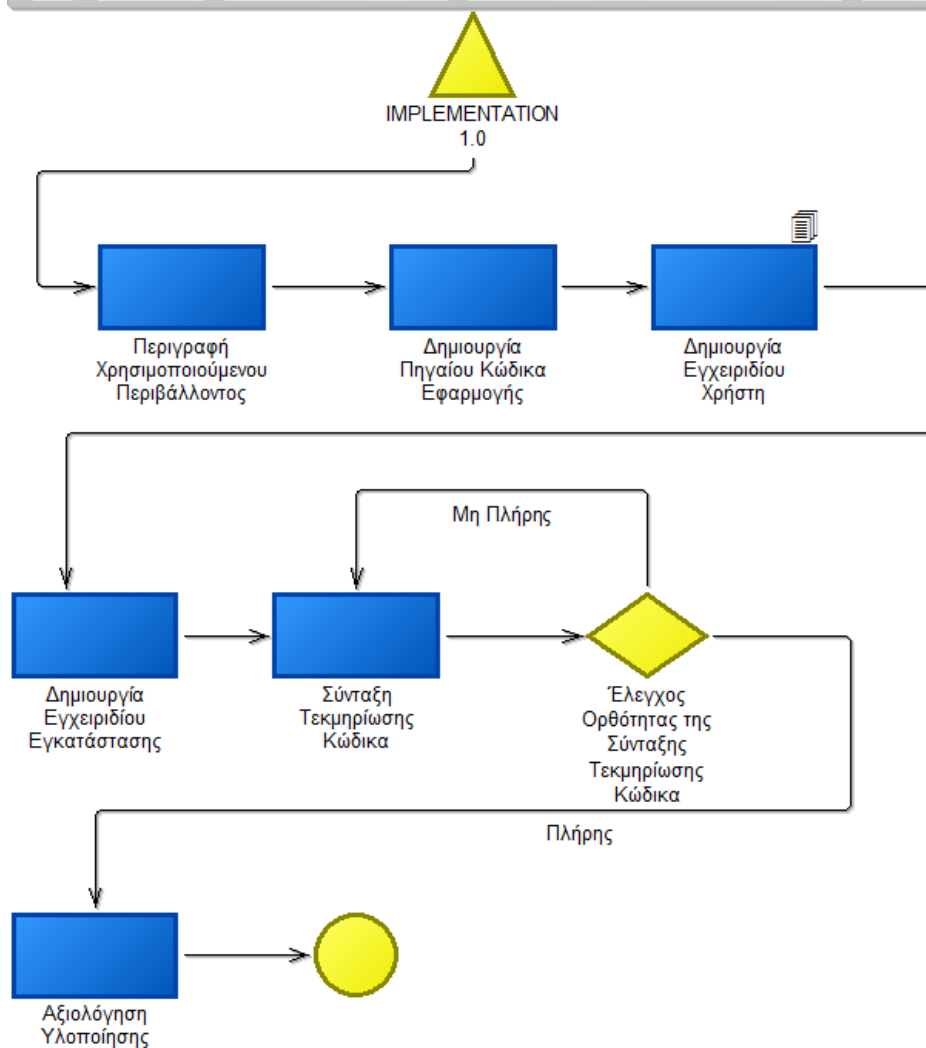 IMPLEMENTATION
1.0
Περιγραφή
Χρησιμοποιούμενου
Περιβάλλοντος
Δημιουργία
Πηγαίου Κώδικα
Εφαρμογής
Δημιουργία
Εγχειριδίου
Χρήστη
Μη Πλήρης
Δημιουργία
Εγχειριδίου
Εγκατάστασης
Σύνταξη
Τεκμηρίωσης
Κώδικα
Έλεγχος
Ορθότητας της
Σύνταξης
Τεκμηρίωσης
Κώδικα
Πλήρης
Αξιολόγηση
Υλοποίησης